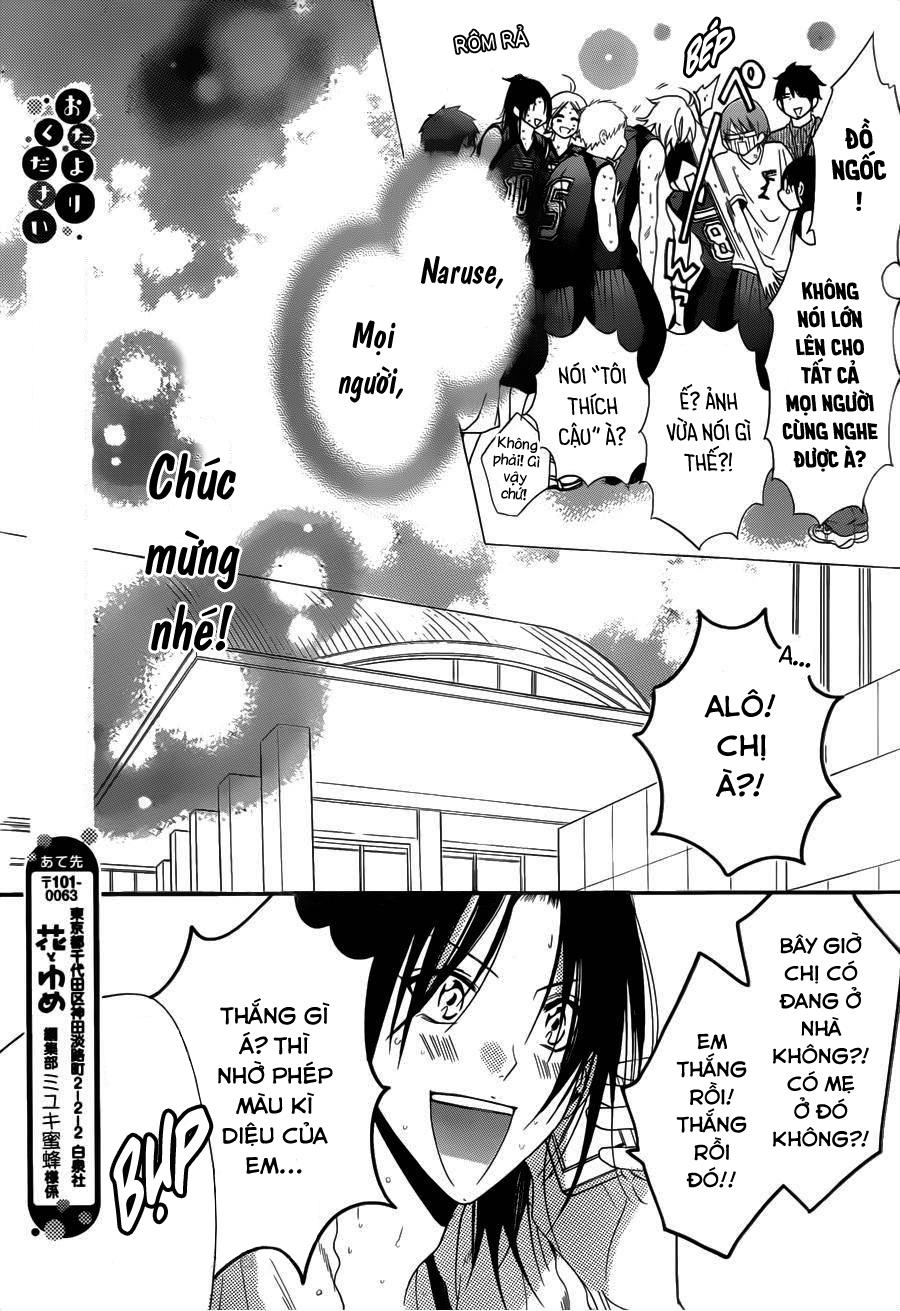 ĐỒ
NGỐC
!
KHÔNG
NÓI LỚN
LÊN CHO
TẤT CẢ
MỌI NGƯỜI
CÙNG NGHE
ĐƯỢC À?
BÉP
RÔM RẢ
Ế? ẢNH
VỪA NÓI GÌ
THẾ?!
NÓI “TÔI
THÍCH
CẬU” À?
Không
phải! Gì
vậy
chứ!
Naruse,
Mọi
người,
Chúc
mừng
nhé!
おたより
ください
A...
ALÔ!
CHỊ
À?!
BÂY GIỜ
CHỊ CÓ
ĐANG Ở
NHÀ
KHÔNG?!
CÓ MẸ
Ở ĐÓ
KHÔNG?!
EM
THẮNG
RỒI!
THẮNG
RỒI
ĐÓ!!
THẮNG GÌ
Á? THÌ
NHỜ PHÉP
MÀU KÌ
DIỆU CỦA
EM...
BỤP
あて先
〒101-
0063
東京都千代田区神田淡路町2-2-2 白泉社
花とゆめ 編集部 ミユキ蜜蜂様係